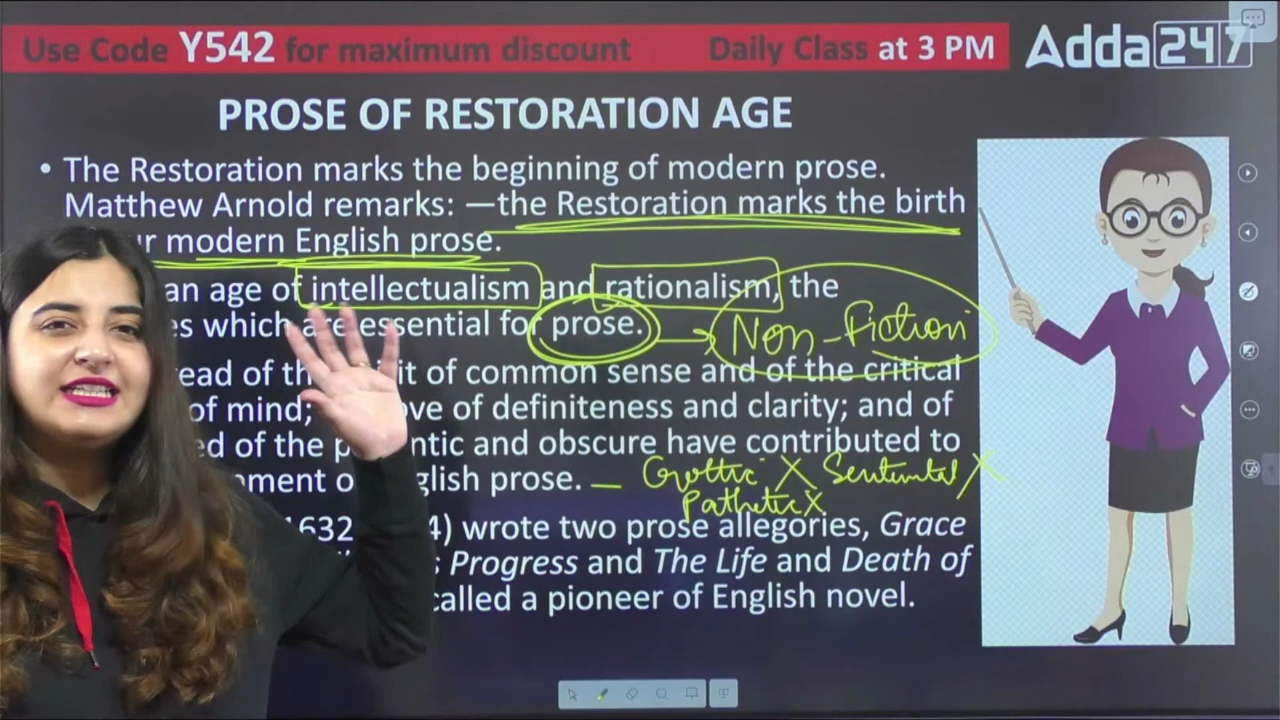 Use Code Y542 for maximum discount Daily Class at 3 PM Adda 247
PROSE OF RESTORATION AGE
• The Restoration marks the beginning of modern prose.
Matthew Arnold remarks: —the Restoration marks the birth
modern English prose.
an age of intellectualism and rationalism, the
which are essential for prose. → Non-Fiction
of common sense and of the critical
of mind; of definiteness and clarity; and of
of the and obscure have contributed to
prose. — Sentimental X
Pathetic X
wrote two prose allegories, Grace
Progress and The Life and Death of
called a pioneer of English novel.